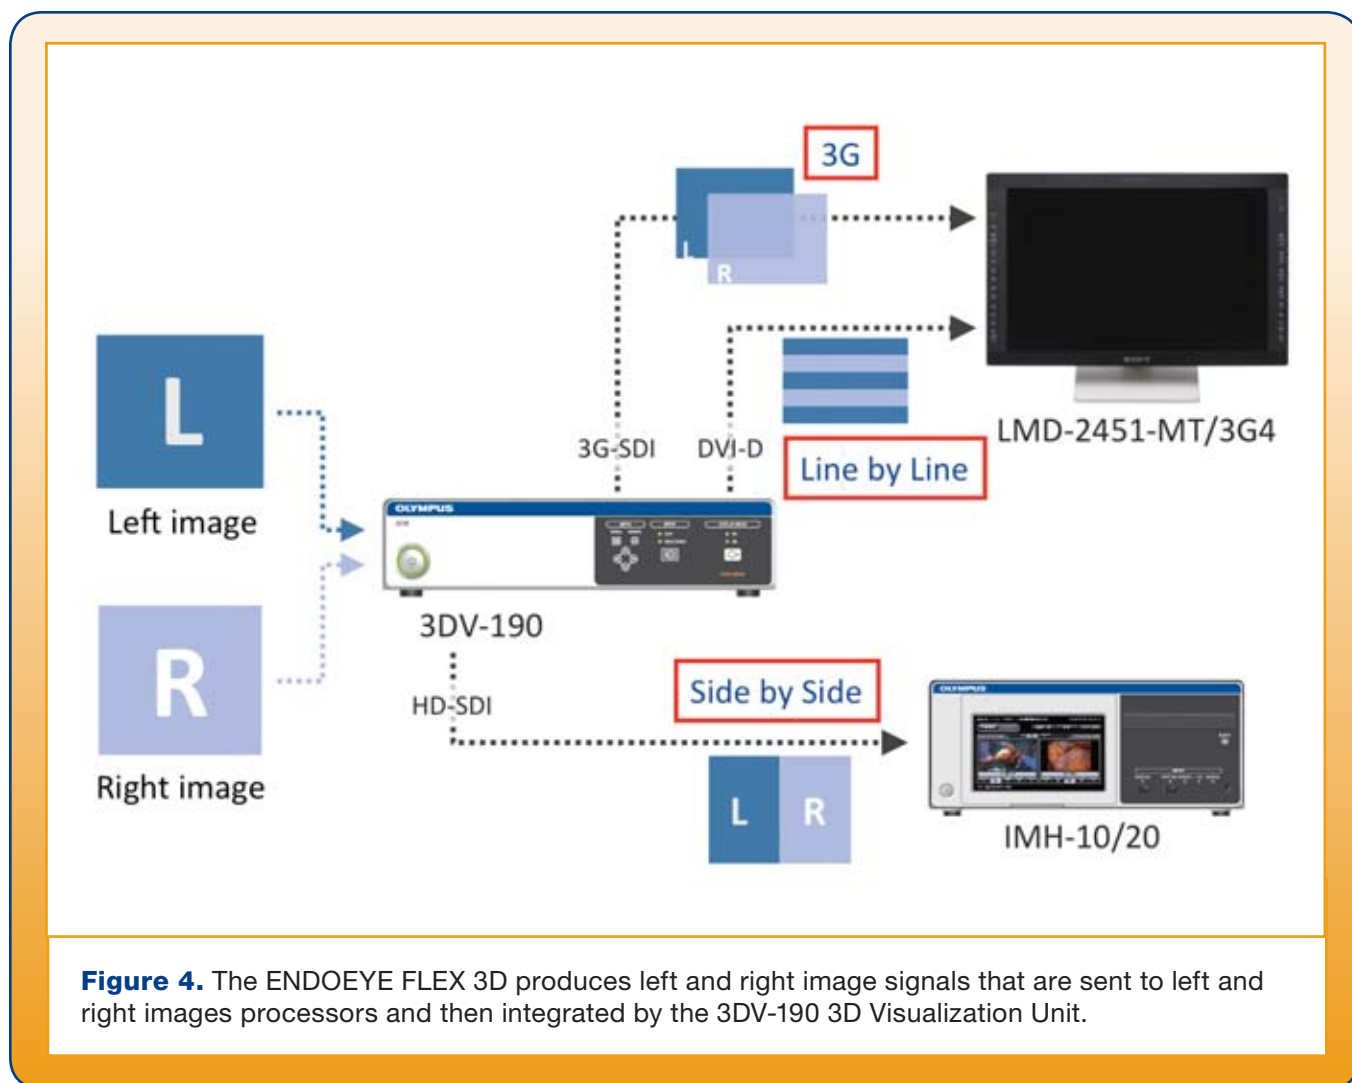 3G
L
R
3G-SDI
DVI-D
Line by Line
LMD-2451-MT/3G4
SONY
L
Left image
OLYMPUS
3DV-190
R
Right image
HD-SDI
Side by Side
L
R
OLYMPUS
IMH-10/20
Figure 4. The ENDOEYE FLEX 3D produces left and right image signals that are sent to left and
right images processors and then integrated by the 3DV-190 3D Visualization Unit.